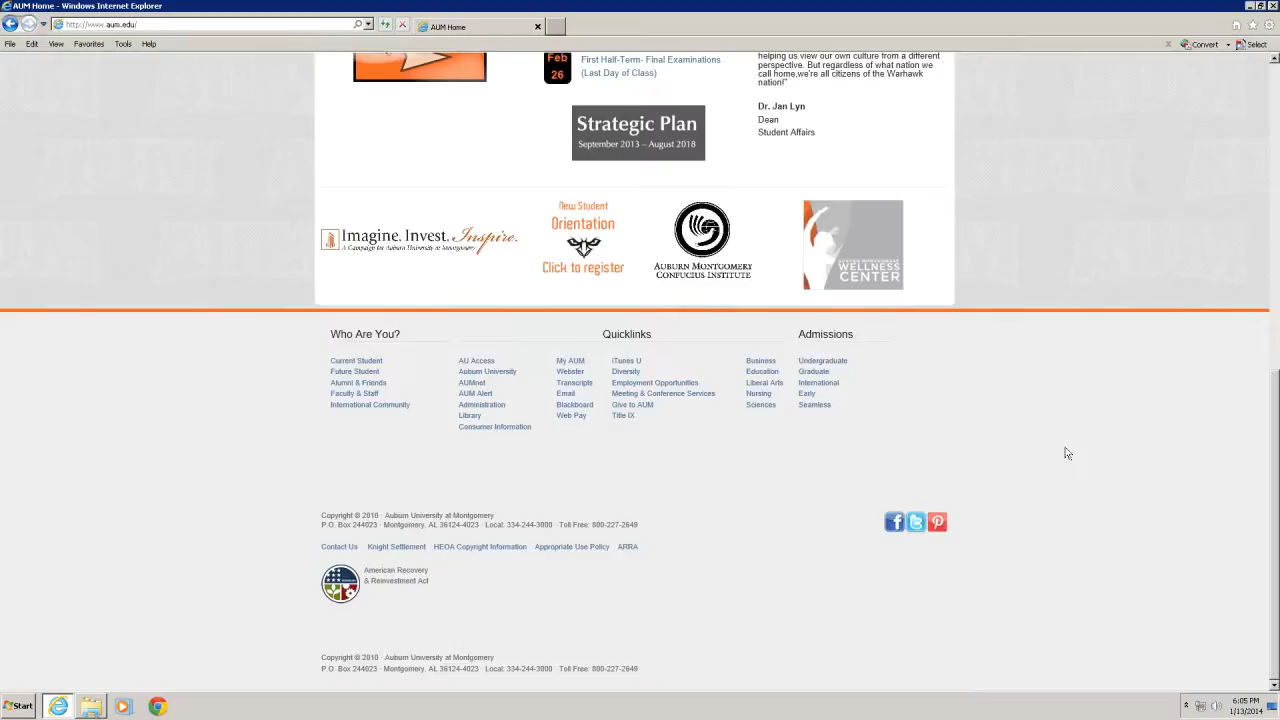 AUM Home - Windows Internet Explorer
http://www.aum.edu/
AUM Home
File Edit View Favorites Tools Help
Convert Select
Feb
26
First Half-Term- Final Examinations
(Last Day of Class)
helping us view our own culture from a different
perspective. But regardless of what nation we
call home,we're all citizens of the Warhawk
nation!"
Dr. Jan Lyn
Dean
Student Affairs
Strategic Plan
September 2013 – August 2018
Imagine. Invest. Inspire.
A Campaign for Auburn University at Montgomery
New Student
Orientation
Click to register
AUBURN MONTGOMERY
CONFUCIUS INSTITUTE
AUBURN MONTGOMERY
WELLNESS
CENTER
Who Are You?
Current Student
Future Student
Alumni & Friends
Faculty & Staff
International Community
Quicklinks
AU Access
Auburn University
AUMnet
AUM Alert
Administration
Library
Consumer Information
My AUM
Webster
Transcripts
Email
Blackboard
Web Pay
iTunes U
Diversity
Employment Opportunities
Meeting & Conference Services
Give to AUM
Title IX
Business
Education
Liberal Arts
Nursing
Sciences
Admissions
Undergraduate
Graduate
International
Early
Seamless
Copyright © 2010 · Auburn University at Montgomery
P.O. Box 244023 · Montgomery, AL 36124-4023 · Local: 334-244-3000 · Toll Free: 800-227-2649
Contact Us Knight Settlement HEOA Copyright Information Appropriate Use Policy ARRA
American Recovery
& Reinvestment Act
Copyright © 2010 · Auburn University at Montgomery
P.O. Box 244023 · Montgomery, AL 36124-4023 · Local: 334-244-3000 · Toll Free: 800-227-2649
Start
6:05 PM
1/13/2014